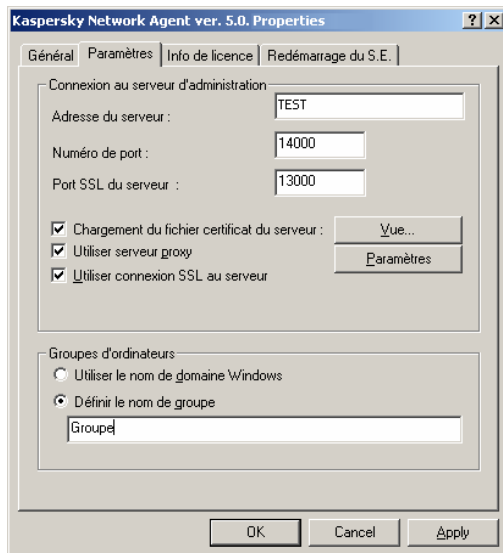 Kaspersky Network Agent ver. 5.0. Properties
Général Paramètres Info de licence Redémarrage du S.E.
Connexion au serveur d'administration
Adresse du serveur : TEST
Numéro de port : 14000
Port SSL du serveur : 13000
Chargement du fichier certificat du serveur : Vue...
Utiliser serveur proxy Paramètres
Utiliser connexion SSL au serveur
Groupes d'ordinateurs
Utiliser le nom de domaine Windows
Définir le nom de groupe
Groupe
OK Cancel Apply